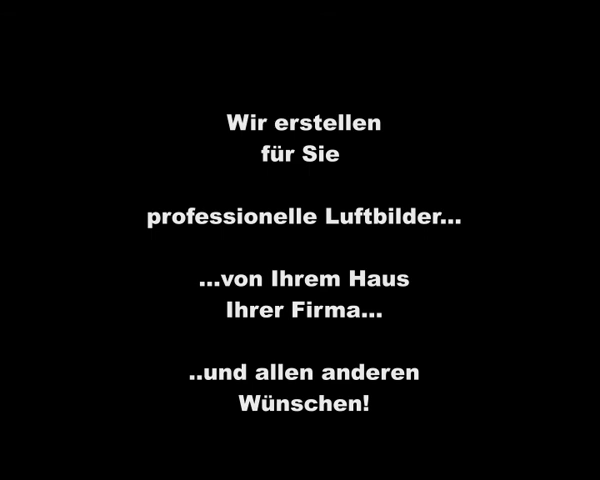 Wir erstellen
für Sie
professionelle Luftbilder...
...von Ihrem Haus
Ihrer Firma...
..und allen anderen
Wünschen!